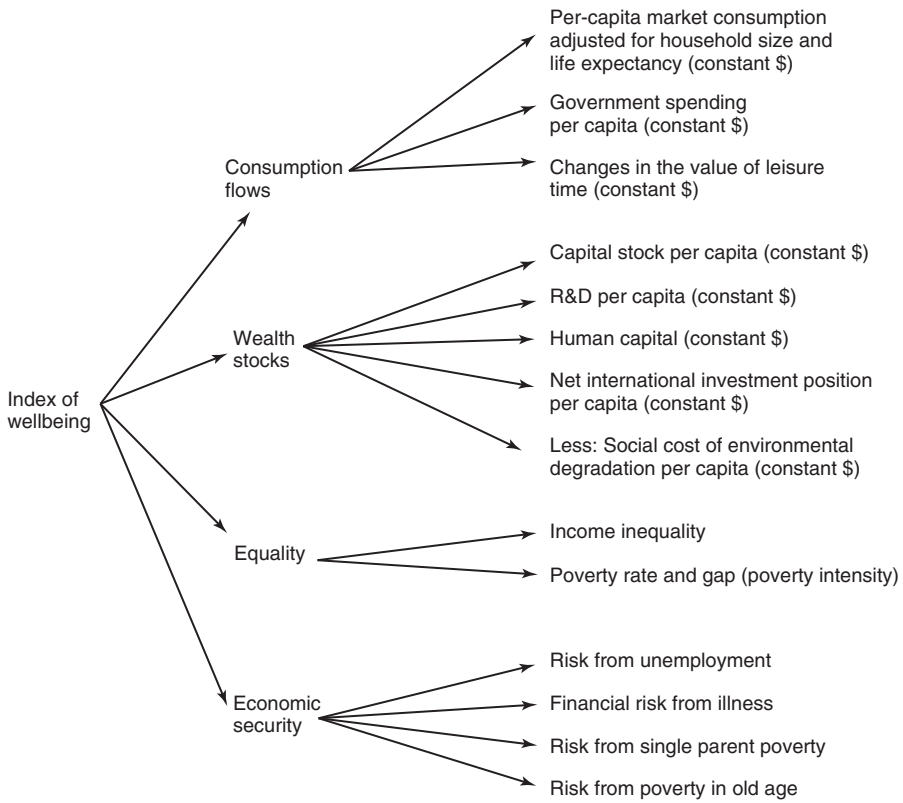 Per-capita market consumption
adjusted for household size and
life expectancy (constant $)
Government spending
per capita (constant $)
Consumption
flows
Changes in the value of leisure
time (constant $)
Capital stock per capita (constant $)
R&D per capita (constant $)
Wealth
stocks
Human capital (constant $)
Net international investment position
per capita (constant $)
Index of
wellbeing
Less: Social cost of environmental
degradation per capita (constant $)
Income inequality
Equality
Poverty rate and gap (poverty intensity)
Risk from unemployment
Economic
security
Financial risk from illness
Risk from single parent poverty
Risk from poverty in old age